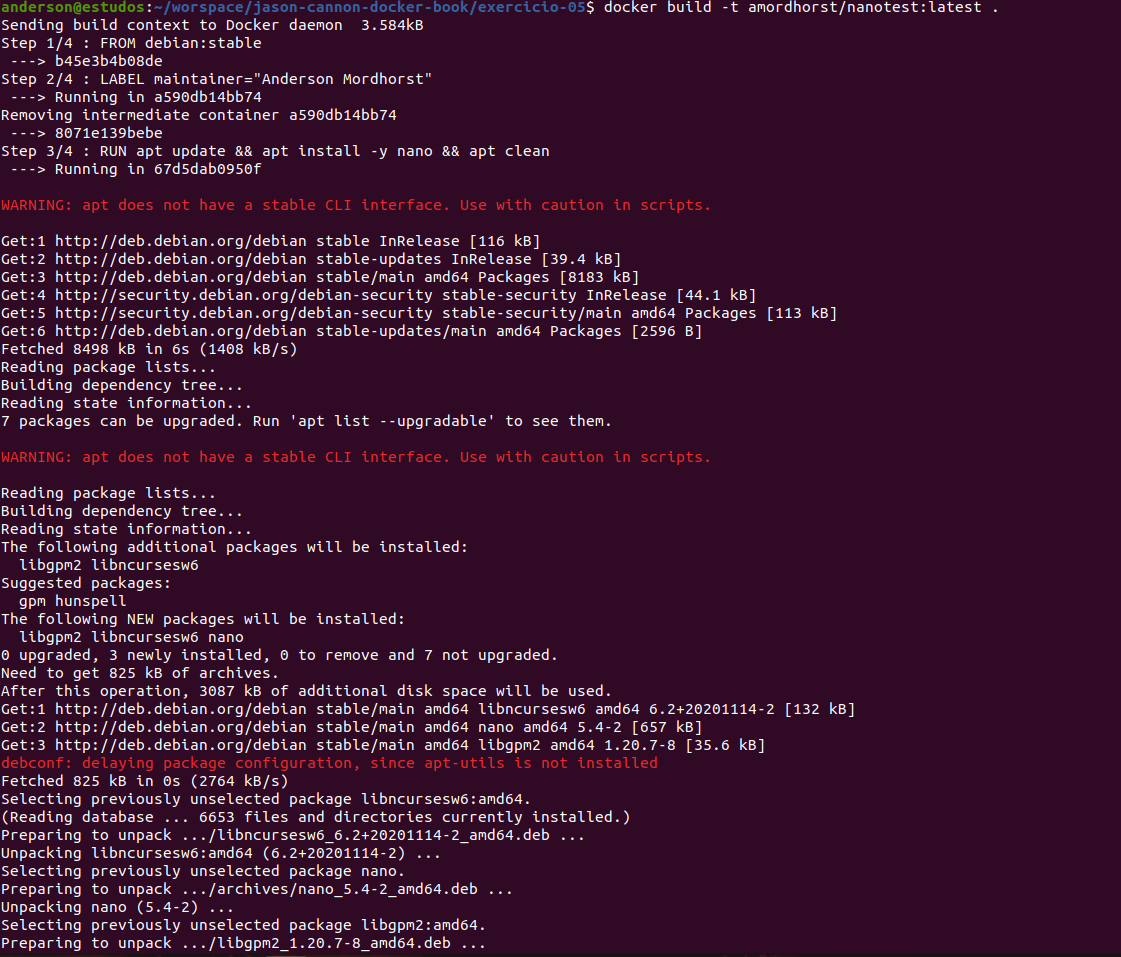 anderson@estudos:~/worspace/jason-cannon-docker-book/exercicio-05$ docker build -t amordhorst/nanotest:latest .
Sending build context to Docker daemon  3.584kB
Step 1/4 : FROM debian:stable
 ---> b45e3b4b08de
Step 2/4 : LABEL maintainer="Anderson Mordhorst"
 ---> Running in a590db14bb74
Removing intermediate container a590db14bb74
 ---> 8071e139bebe
Step 3/4 : RUN apt update && apt install -y nano && apt clean
 ---> Running in 67d5dab0950f
WARNING: apt does not have a stable CLI interface. Use with caution in scripts.
Get:1 http://deb.debian.org/debian stable InRelease [116 kB]
Get:2 http://deb.debian.org/debian stable-updates InRelease [39.4 kB]
Get:3 http://deb.debian.org/debian stable/main amd64 Packages [8183 kB]
Get:4 http://security.debian.org/debian-security stable-security InRelease [44.1 kB]
Get:5 http://security.debian.org/debian-security stable-security/main amd64 Packages [113 kB]
Get:6 http://deb.debian.org/debian stable-updates/main amd64 Packages [2596 B]
Fetched 8498 kB in 6s (1408 kB/s)
Reading package lists...
Building dependency tree...
Reading state information...
7 packages can be upgraded. Run 'apt list --upgradable' to see them.
WARNING: apt does not have a stable CLI interface. Use with caution in scripts.
Reading package lists...
Building dependency tree...
Reading state information...
The following additional packages will be installed:
  libgpm2 libncursesw6
Suggested packages:
  gpm hunspell
The following NEW packages will be installed:
  libgpm2 libncursesw6 nano
0 upgraded, 3 newly installed, 0 to remove and 7 not upgraded.
Need to get 825 kB of archives.
After this operation, 3087 kB of additional disk space will be used.
Get:1 http://deb.debian.org/debian stable/main amd64 libncursesw6 amd64 6.2+20201114-2 [132 kB]
Get:2 http://deb.debian.org/debian stable/main amd64 nano amd64 5.4-2 [657 kB]
Get:3 http://deb.debian.org/debian stable/main amd64 libgpm2 amd64 1.20.7-8 [35.6 kB]
debconf: delaying package configuration, since apt-utils is not installed
Fetched 825 kB in 0s (2764 kB/s)
Selecting previously unselected package libncursesw6:amd64.
(Reading database ... 6653 files and directories currently installed.)
Preparing to unpack .../libncursesw6_6.2+20201114-2_amd64.deb ...
Unpacking libncursesw6:amd64 (6.2+20201114-2) ...
Selecting previously unselected package nano.
Preparing to unpack .../archives/nano_5.4-2_amd64.deb ...
Unpacking nano (5.4-2) ...
Selecting previously unselected package libgpm2:amd64.
Preparing to unpack .../libgpm2_1.20.7-8_amd64.deb ...